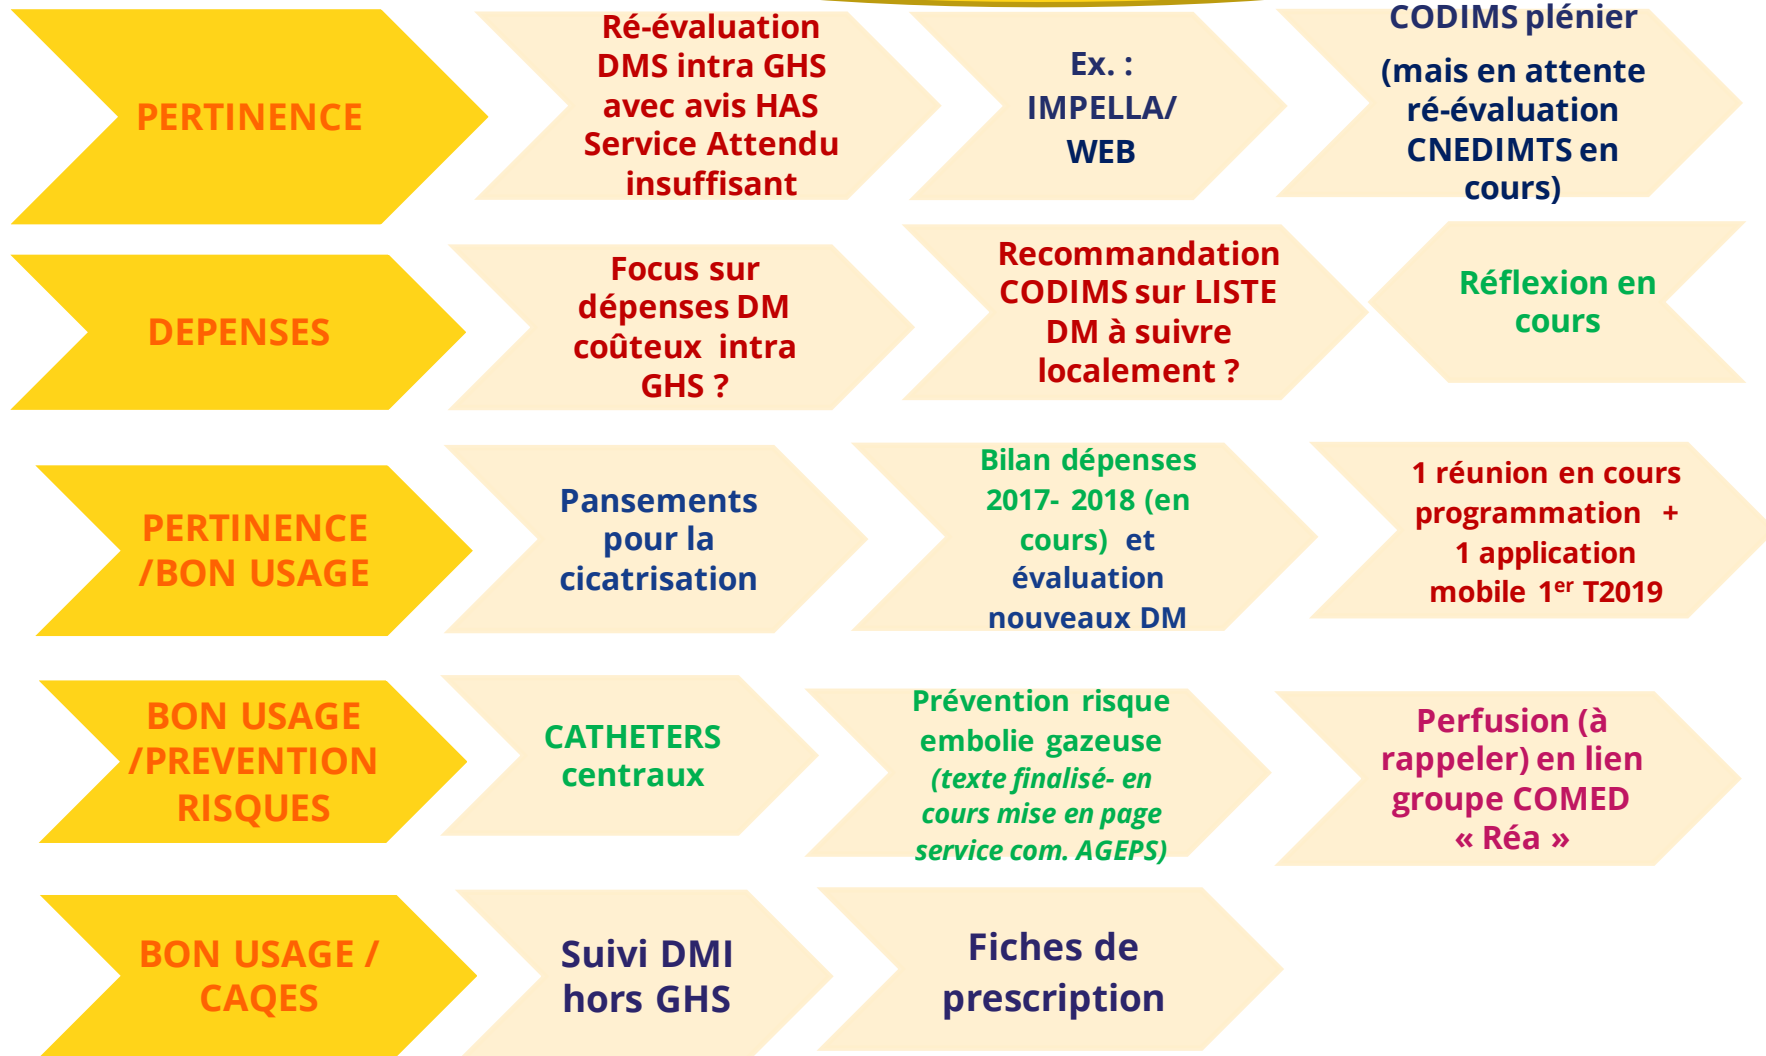 PERTINENCE
Ré-évaluation
DMS intra GHS
avec avis HAS
Service Attendu
insuffisant
Ex. :
IMPELLA/
WEB
CODIMS plénier
(mais en attente
ré-évaluation
CNEDIMTS en
cours)
DEPENSES
Focus sur
dépenses DM
coûteux intra
GHS ?
Recommandation
CODIMS sur LISTE
DM à suivre
localement ?
Réflexion en
cours
PERTINENCE
/BON USAGE
Pansements
pour la
cicatrisation
Bilan dépenses
2017- 2018 (en
cours) et
évaluation
nouveaux DM
1 réunion en cours
programmation +
1 application
mobile 1er T2019
BON USAGE
/PREVENTION
RISQUES
CATHETERS
centraux
Prévention risque
embolie gazeuse
(texte finalisé- en
cours mise en page
service com. AGEPS)
Perfusion (à
rappeler) en lien
groupe COMED
« Réa »
BON USAGE /
CAQES
Suivi DMI
hors GHS
Fiches de
prescription